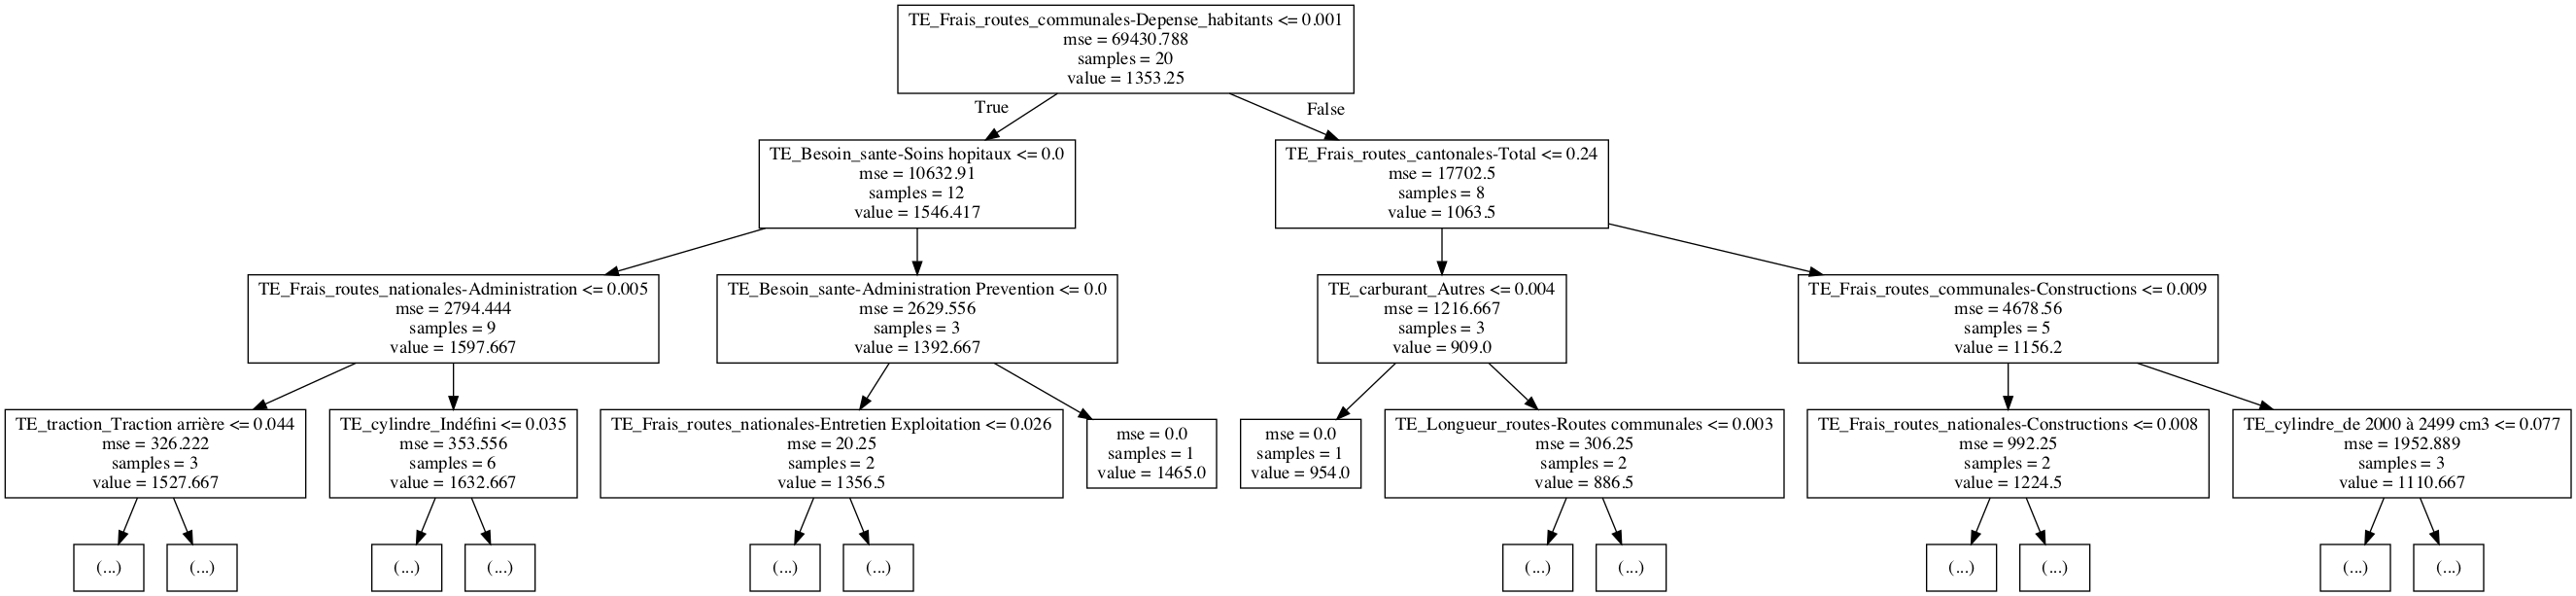 TE_Frais_routes_communales-Depense_habitants <= 0.001
mse = 69430.788
samples = 20
value = 1353.25
True
False
TE_Besoin_sante-Soins hopitaux <= 0.0
mse = 10632.91
samples = 12
value = 1546.417
TE_Frais_routes_cantonales-Total <= 0.24
mse = 17702.5
samples = 8
value = 1063.5
TE_Frais_routes_nationales-Administration <= 0.005
mse = 2794.444
samples = 9
value = 1597.667
TE_Besoin_sante-Administration Prevention <= 0.0
mse = 2629.556
samples = 3
value = 1392.667
TE_carburant_Autres <= 0.004
mse = 1216.667
samples = 3
value = 909.0
TE_Frais_routes_communales-Constructions <= 0.009
mse = 4678.56
samples = 5
value = 1156.2
TE_traction_Traction arrière <= 0.044
mse = 326.222
samples = 3
value = 1527.667
TE_cylindre_Indéfini <= 0.035
mse = 353.556
samples = 6
value = 1632.667
TE_Frais_routes_nationales-Entretien Exploitation <= 0.026
mse = 20.25
samples = 2
value = 1356.5
mse = 0.0
samples = 1
value = 1465.0
mse = 0.0
samples = 1
value = 954.0
TE_Longueur_routes-Routes communales <= 0.003
mse = 306.25
samples = 2
value = 886.5
TE_Frais_routes_nationales-Constructions <= 0.008
mse = 992.25
samples = 2
value = 1224.5
TE_cylindre_de 2000 à 2499 cm3 <= 0.077
mse = 1952.889
samples = 3
value = 1110.667
(...)
(...)
(...)
(...)
(...)
(...)
(...)
(...)
(...)
(...)
(...)
(...)